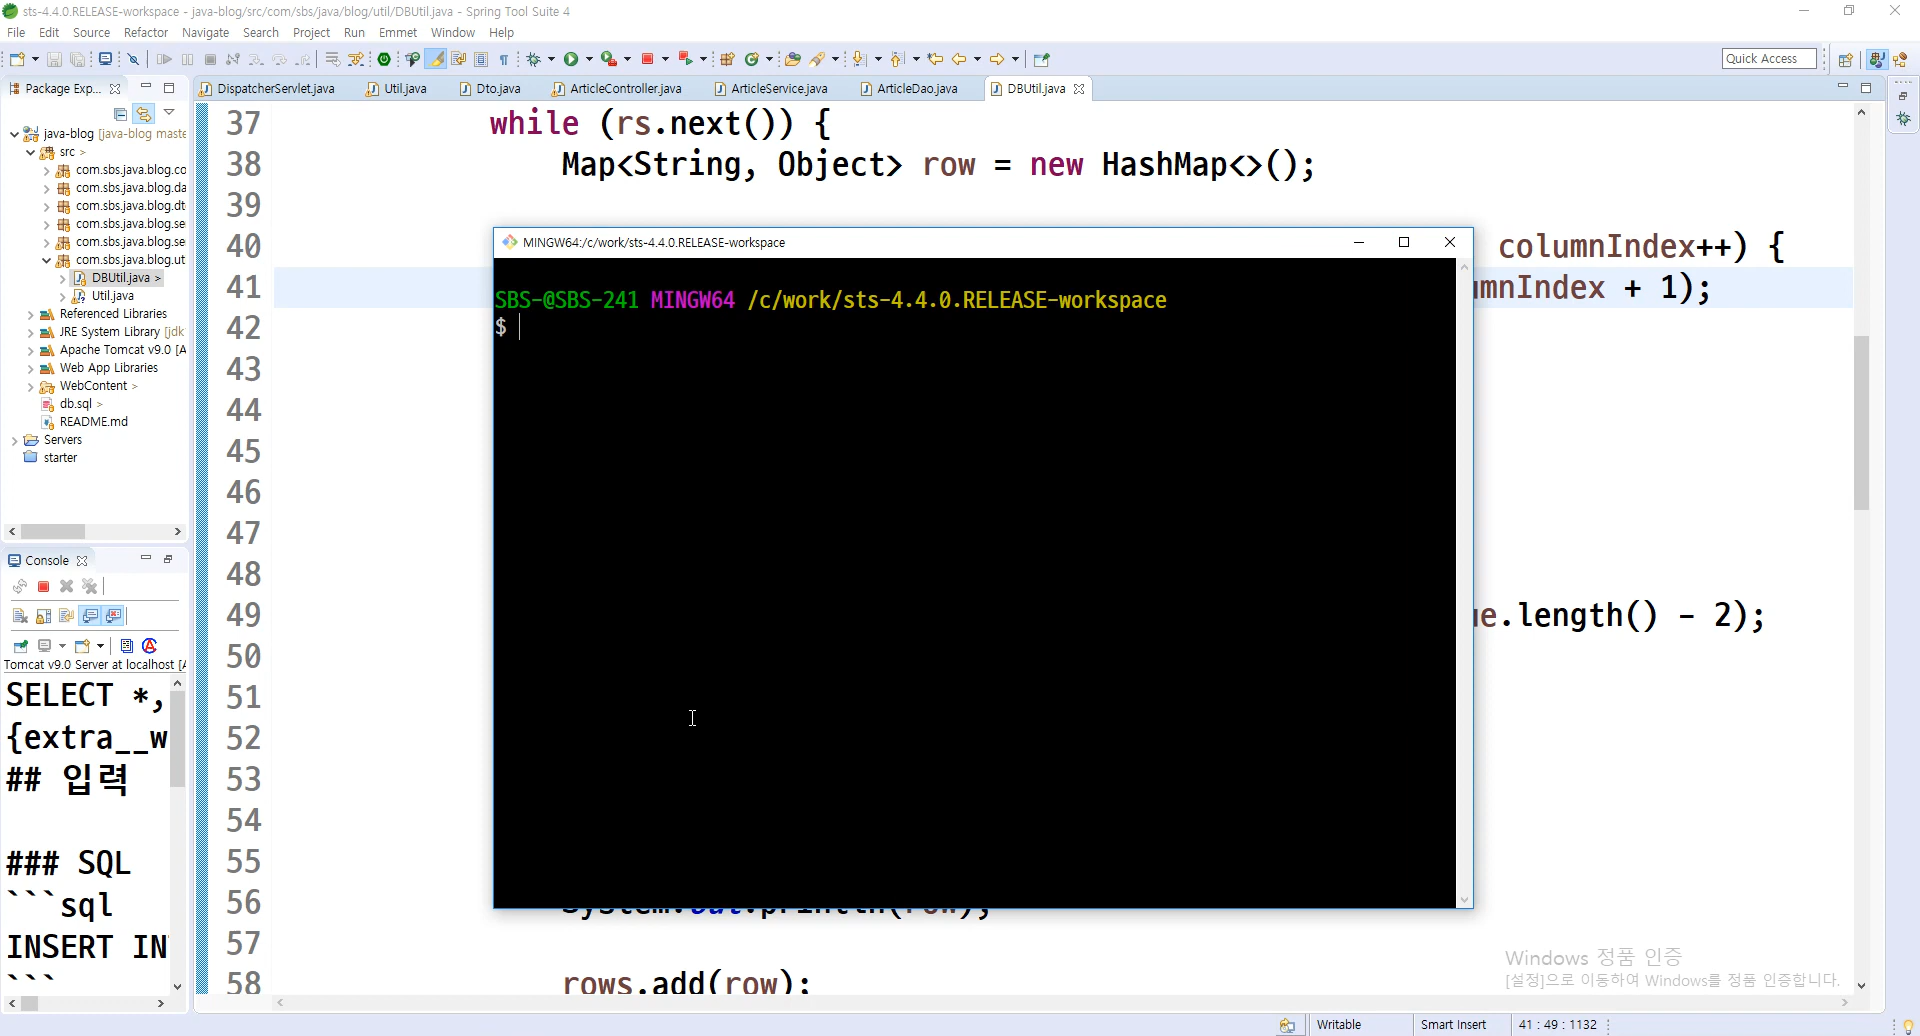 sts-4.4.0.RELEASE-workspace - java-blog/src/com/sbs/java/blog/util/DBUtil.java - Spring Tool Suite 4
File Edit Source Refactor Navigate Search Project Run Emmet Window Help
Quick Access
Package Exp...
DispatcherServlet.java Util.java Dto.java ArticleController.java ArticleService.java ArticleDao.java DBUtil.java
java-blog [java-blog maste
src >
com.sbs.java.blog.co
com.sbs.java.blog.da
com.sbs.java.blog.dt
com.sbs.java.blog.se
com.sbs.java.blog.se
com.sbs.java.blog.ut
DBUtil.java >
Util.java
Referenced Libraries
JRE System Library [jdk
Apache Tomcat v9.0 [A
Web App Libraries
WebContent >
db.sql >
README.md
Servers
starter
Console
Tomcat v9.0 Server at localhost [A
SELECT *,
{extra__w
## 입력
### SQL
```sql
INSERT IN
```
37 while (rs.next()) {
38 Map<String, Object> row = new HashMap<>();
39
40 columnIndex++) {
41 mnIndex + 1);
42
43
44
45
46
47
48
49 e.length() - 2);
50
51
52
53
54
55
56 System.out.println(row);
57
58 rows.add(row);
MINGW64:/c/work/sts-4.4.0.RELEASE-workspace
SBS-@SBS-241 MINGW64 /c/work/sts-4.4.0.RELEASE-workspace
$
Windows 정품 인증
[설정]으로 이동하여 Windows를 정품 인증합니다.
Writable Smart Insert 41 : 49 : 1132